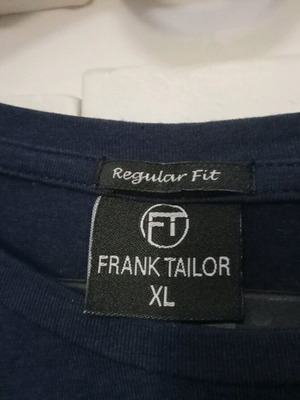 Regular Fit
FT
FRANK TAILOR
XL